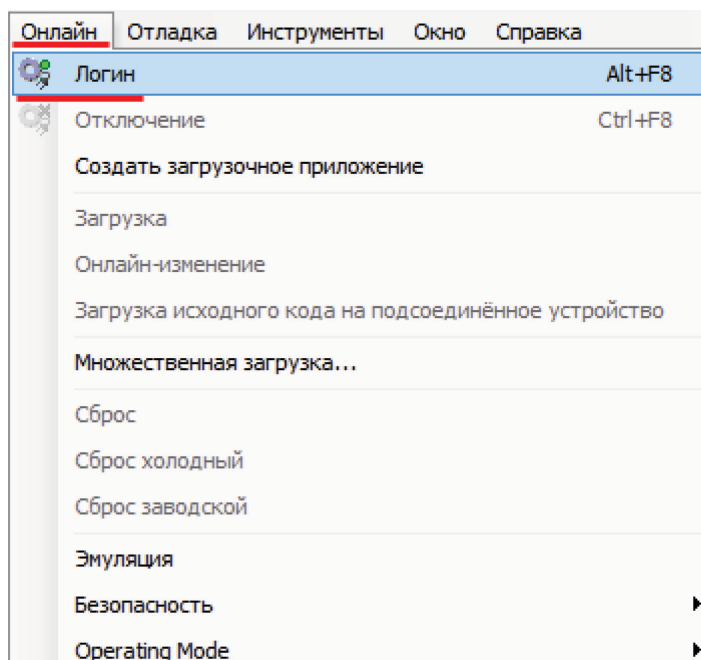 Онлайн Отладка Инструменты Окно Справка
Логин Alt+F8
Отключение Ctrl+F8
Создать загрузочное приложение
Загрузка
Онлайн-изменение
Загрузка исходного кода на подсоединённое устройство
Множественная загрузка...
Сброс
Сброс холодный
Сброс заводской
Эмуляция
Безопасность
Operating Mode